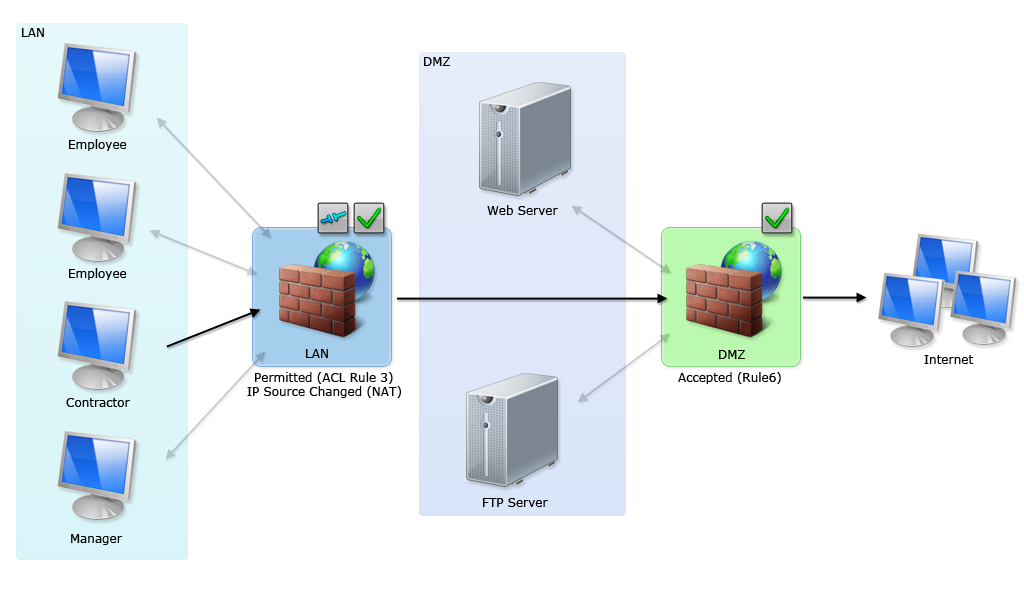 LAN
Employee
Employee
Contractor
Manager
LAN
Permitted (ACL Rule 3)
IP Source Changed (NAT)
DMZ
Web Server
FTP Server
DMZ
Accepted (Rule6)
Internet